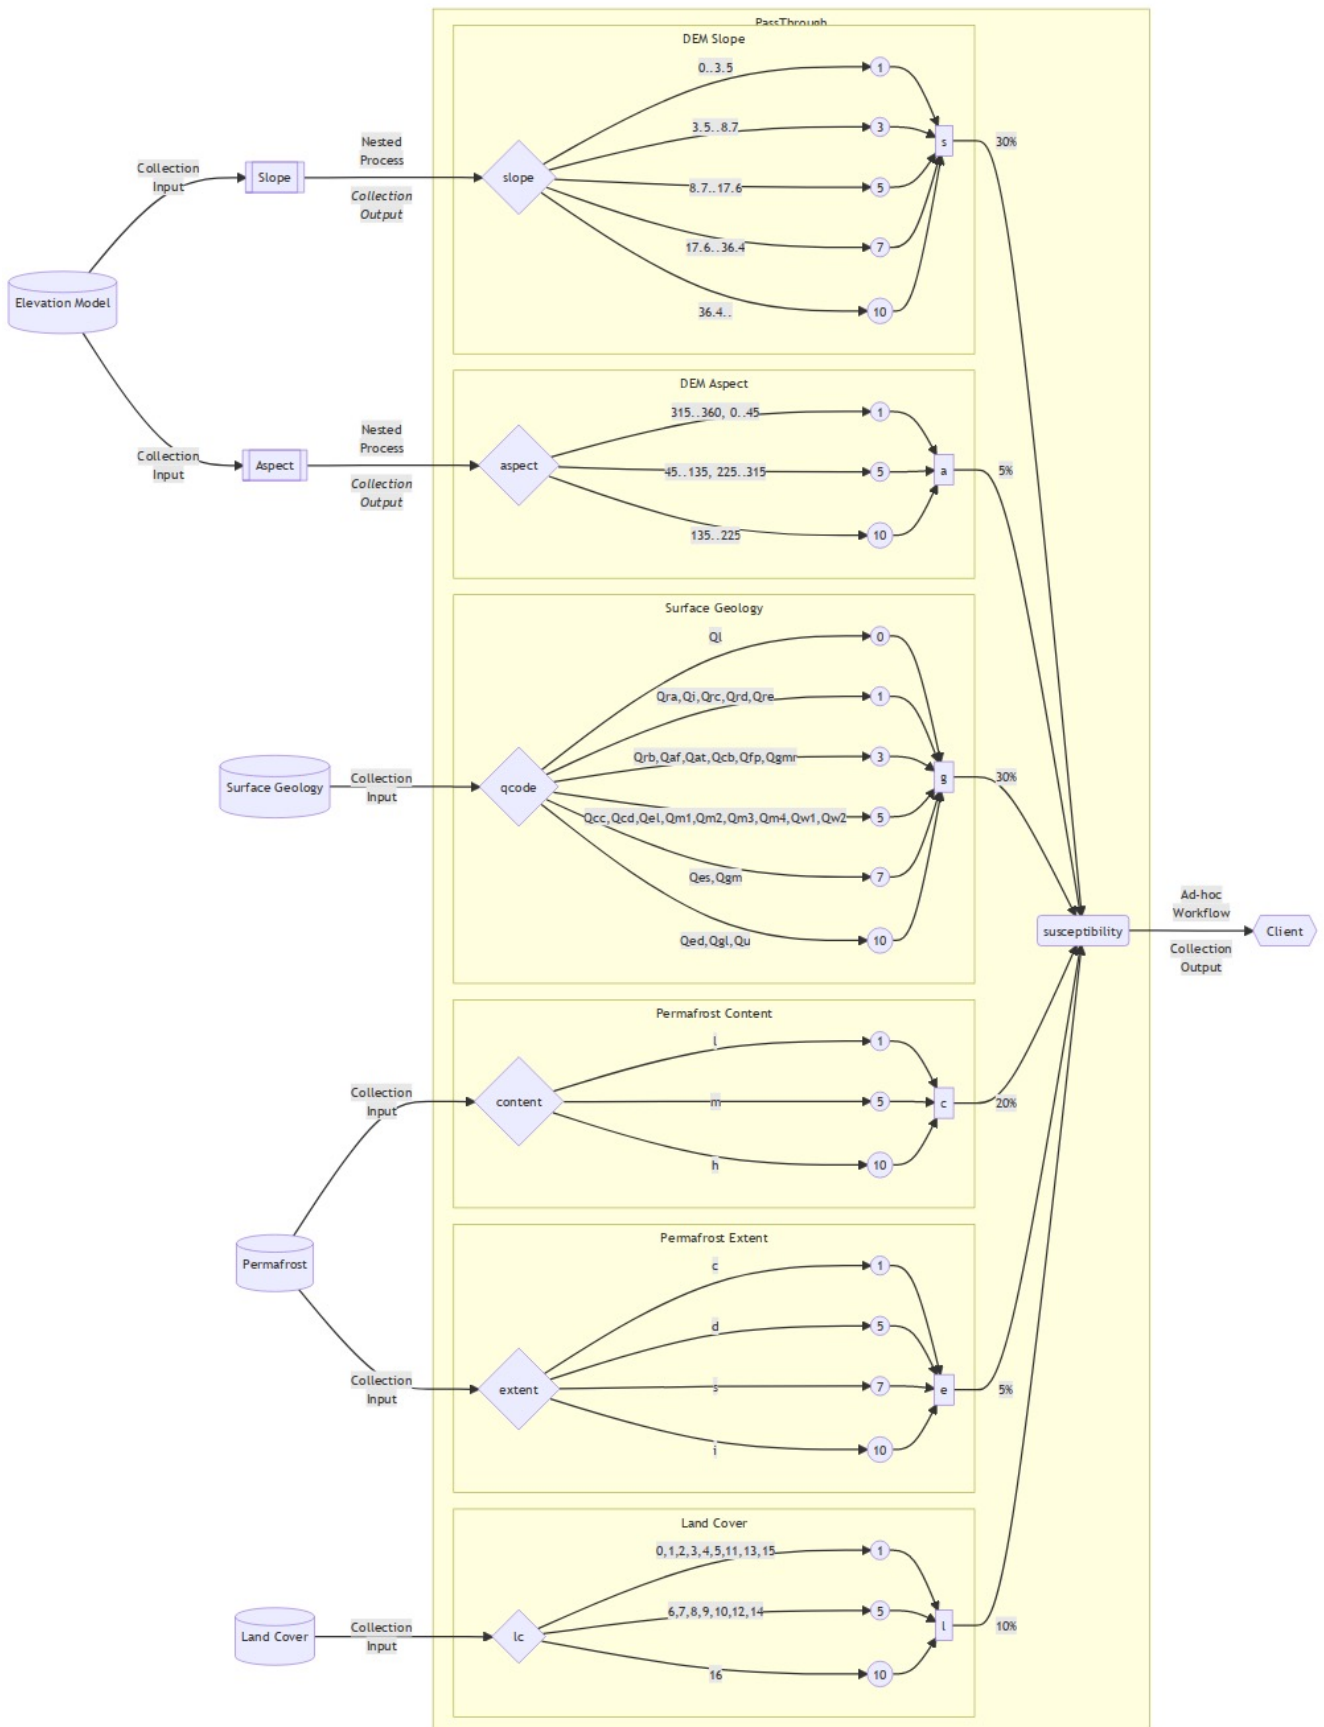 PassThrough
DEM Slope
0..3.5
1
3.5..8.7
3
s
30%
Collection
Input
Slope
Nested
Process
Collection
Output
slope
8.7..17.6
5
17.6..36.4
7
36.4..
10
Elevation Model
DEM Aspect
315..360, 0..45
1
Collection
Input
Aspect
Nested
Process
Collection
Output
aspect
45..135, 225..315
5
a
5%
135..225
10
Surface Geology
Ql
0
Qra,Qi,Qrc,Qrd,Qre
1
Qrb,Qaf,Qat,Qcb,Qfp,Qgmr
3
g
30%
Surface Geology
Collection
Input
qcode
Qcc,Qcd,Qel,Qm1,Qm2,Qm3,Qm4,Qw1,Qw2
5
Qes,Qgm
7
Qed,Qgl,Qu
10
susceptibility
Ad-hoc
Workflow
Collection
Output
Client
Permafrost Content
l
1
Collection
Input
content
m
5
c
20%
h
10
Permafrost
Permafrost Extent
c
1
d
5
Collection
Input
extent
s
7
e
5%
i
10
Land Cover
0,1,2,3,4,5,11,13,15
1
6,7,8,9,10,12,14
5
l
10%
Land Cover
Collection
Input
lc
16
10